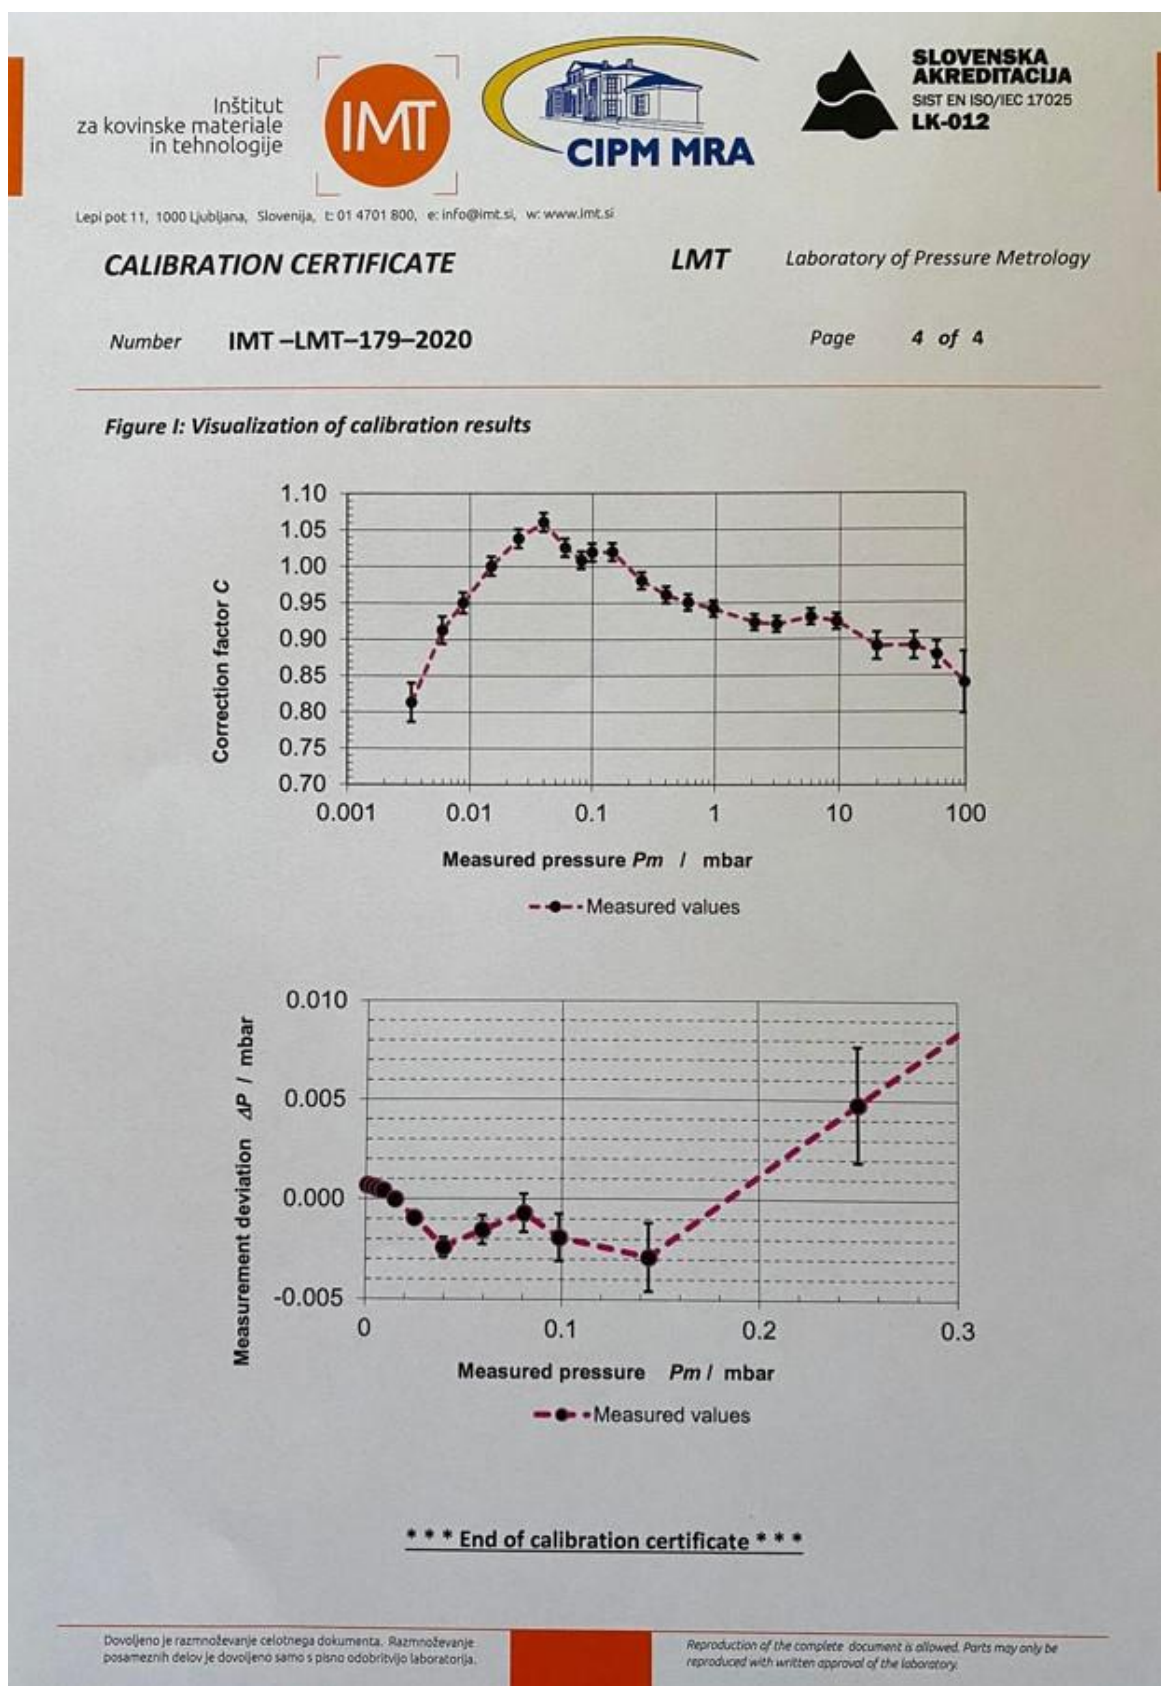 Inštitut
za kovinske materiale
in tehnologije
IMT
CIPM MRA
SLOVENSKA
AKREDITACIJA
SIST EN ISO/IEC 17025
LK-012
Lepi pot 11, 1000 Ljubljana, Slovenija, t: 01 4701 800, e: info@imt.si, w: www.imt.si
CALIBRATION CERTIFICATE LMT Laboratory of Pressure Metrology
Number IMT –LMT–179–2020 Page 4 of 4
Figure I: Visualization of calibration results
1.10
1.05
1.00
0.95
0.90
0.85
0.80
0.75
0.70
Correction factor C
0.001 0.01 0.1 1 10 100
Measured pressure Pm / mbar
Measured values
0.010
0.005
0.000
-0.005
Measurement deviation ΔP / mbar
0 0.1 0.2 0.3
Measured pressure Pm / mbar
Measured values
* * * End of calibration certificate * * *
Dovoljeno je razmnoževanje celotnega dokumenta. Razmnoževanje
posameznih delov je dovoljeno samo s pisno odobritvijo laboratorija.
Reproduction of the complete document is allowed. Parts may only be
reproduced with written approval of the laboratory.